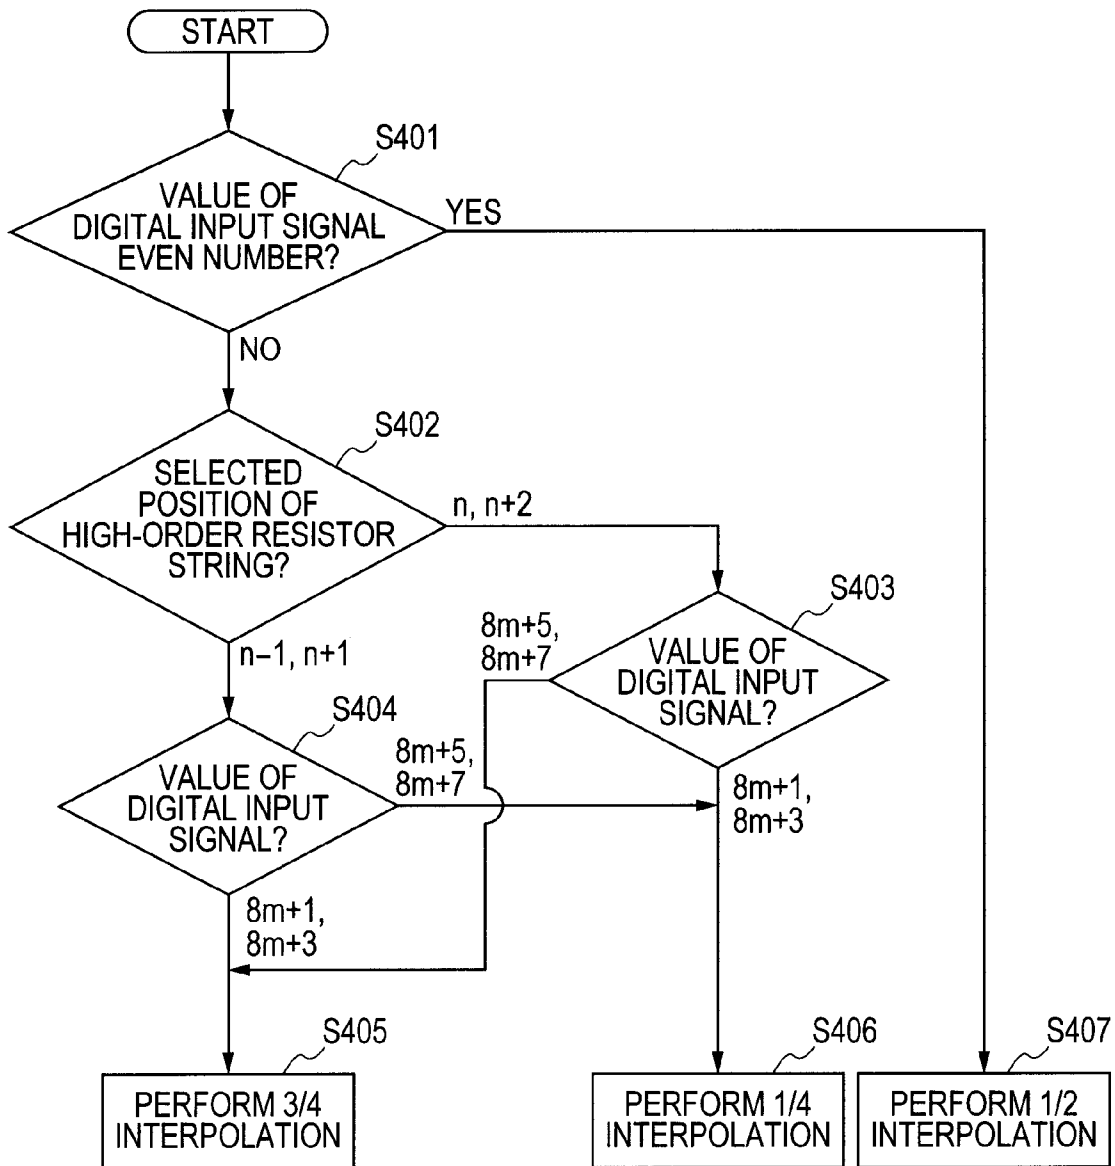 START
S401
VALUE OF
DIGITAL INPUT SIGNAL
EVEN NUMBER?
YES
NO
S402
SELECTED
POSITION OF
HIGH-ORDER RESISTOR
STRING?
n, n+2
n−1, n+1
S403
8m+5,
8m+7
VALUE OF
DIGITAL INPUT
SIGNAL?
S404
VALUE OF
DIGITAL INPUT
SIGNAL?
8m+5,
8m+7
8m+1,
8m+3
8m+1,
8m+3
S405
PERFORM 3/4
INTERPOLATION
S406
PERFORM 1/4
INTERPOLATION
S407
PERFORM 1/2
INTERPOLATION